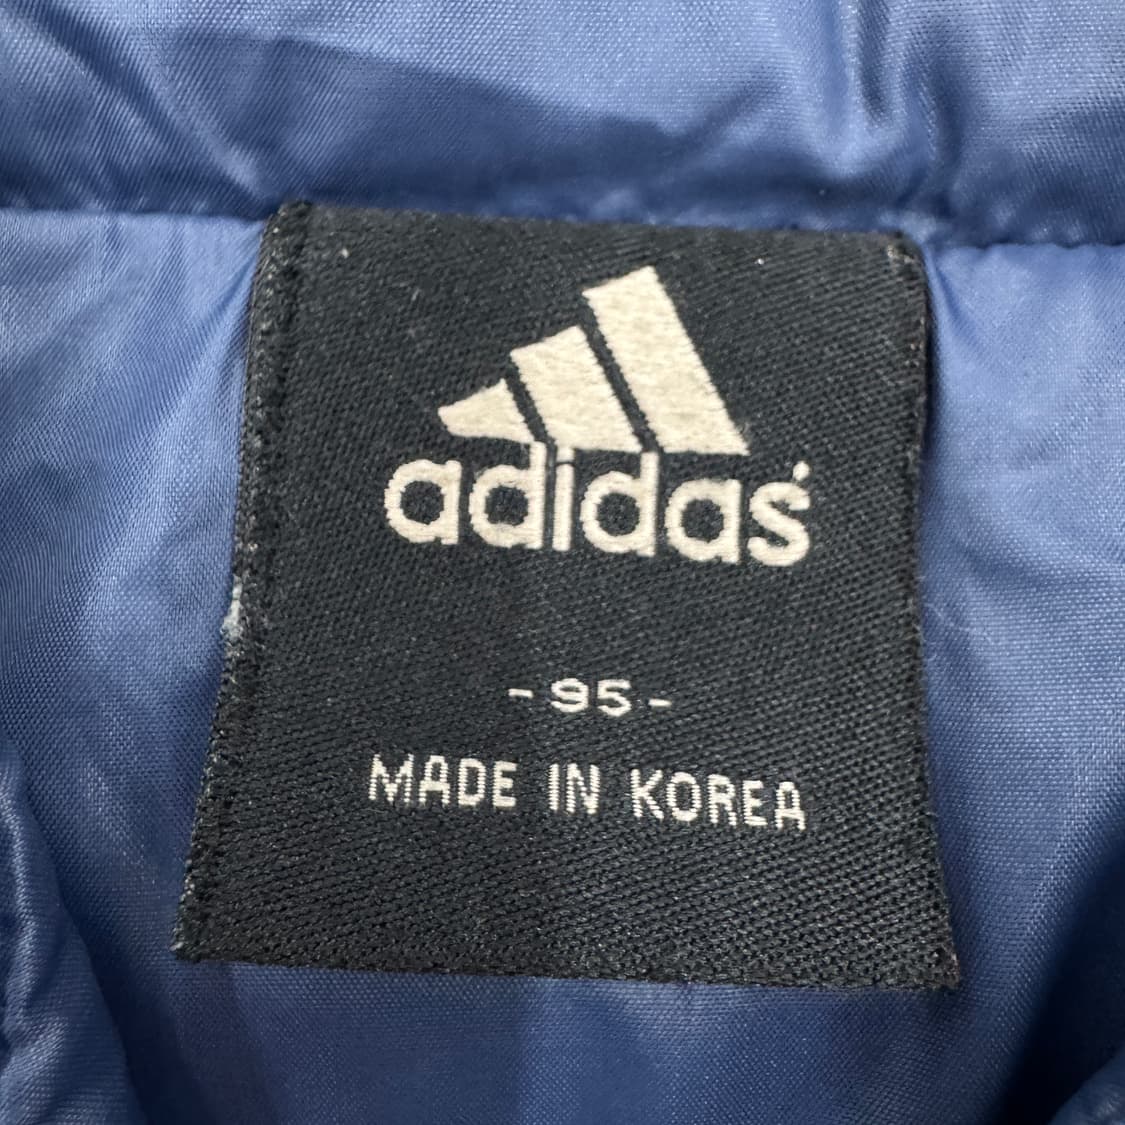 adidas
- 95 -
MADE IN KOREA